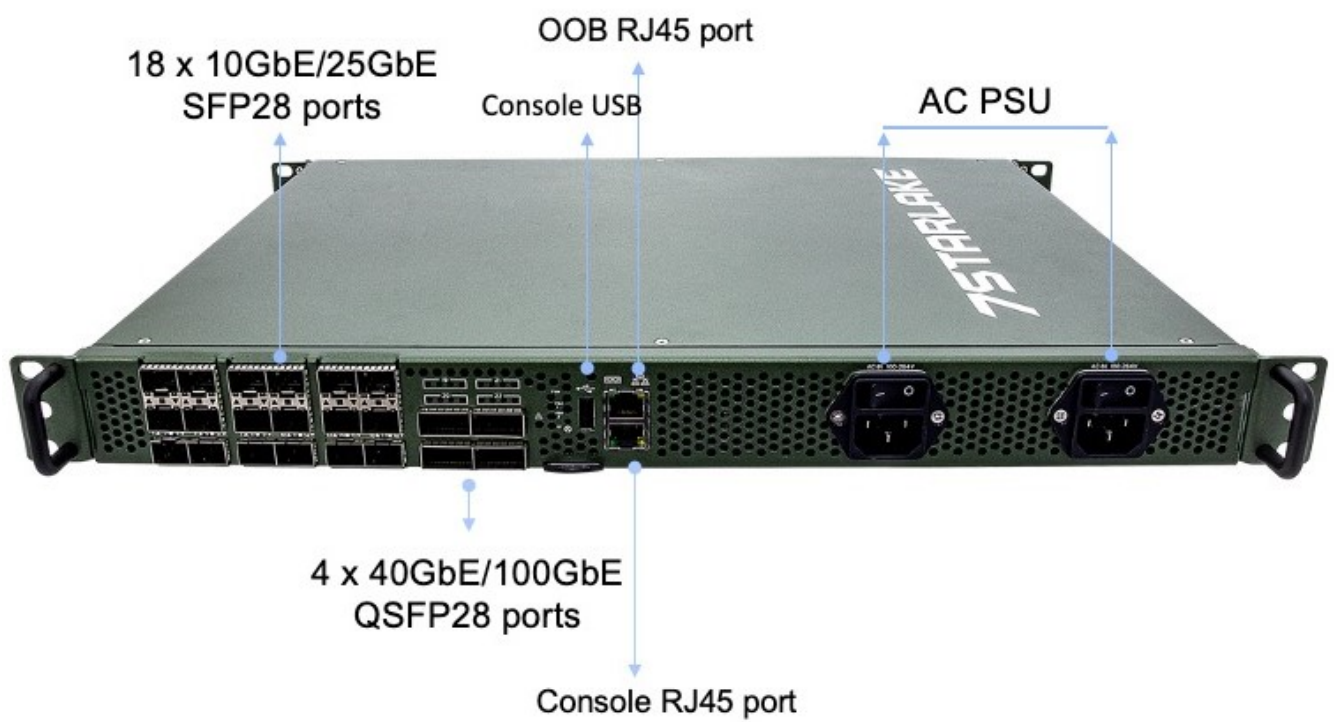 OOB RJ45 port
18 x 10GbE/25GbE
SFP28 ports
Console USB
AC PSU
7STARLAKE
4 x 40GbE/100GbE
QSFP28 ports
Console RJ45 port